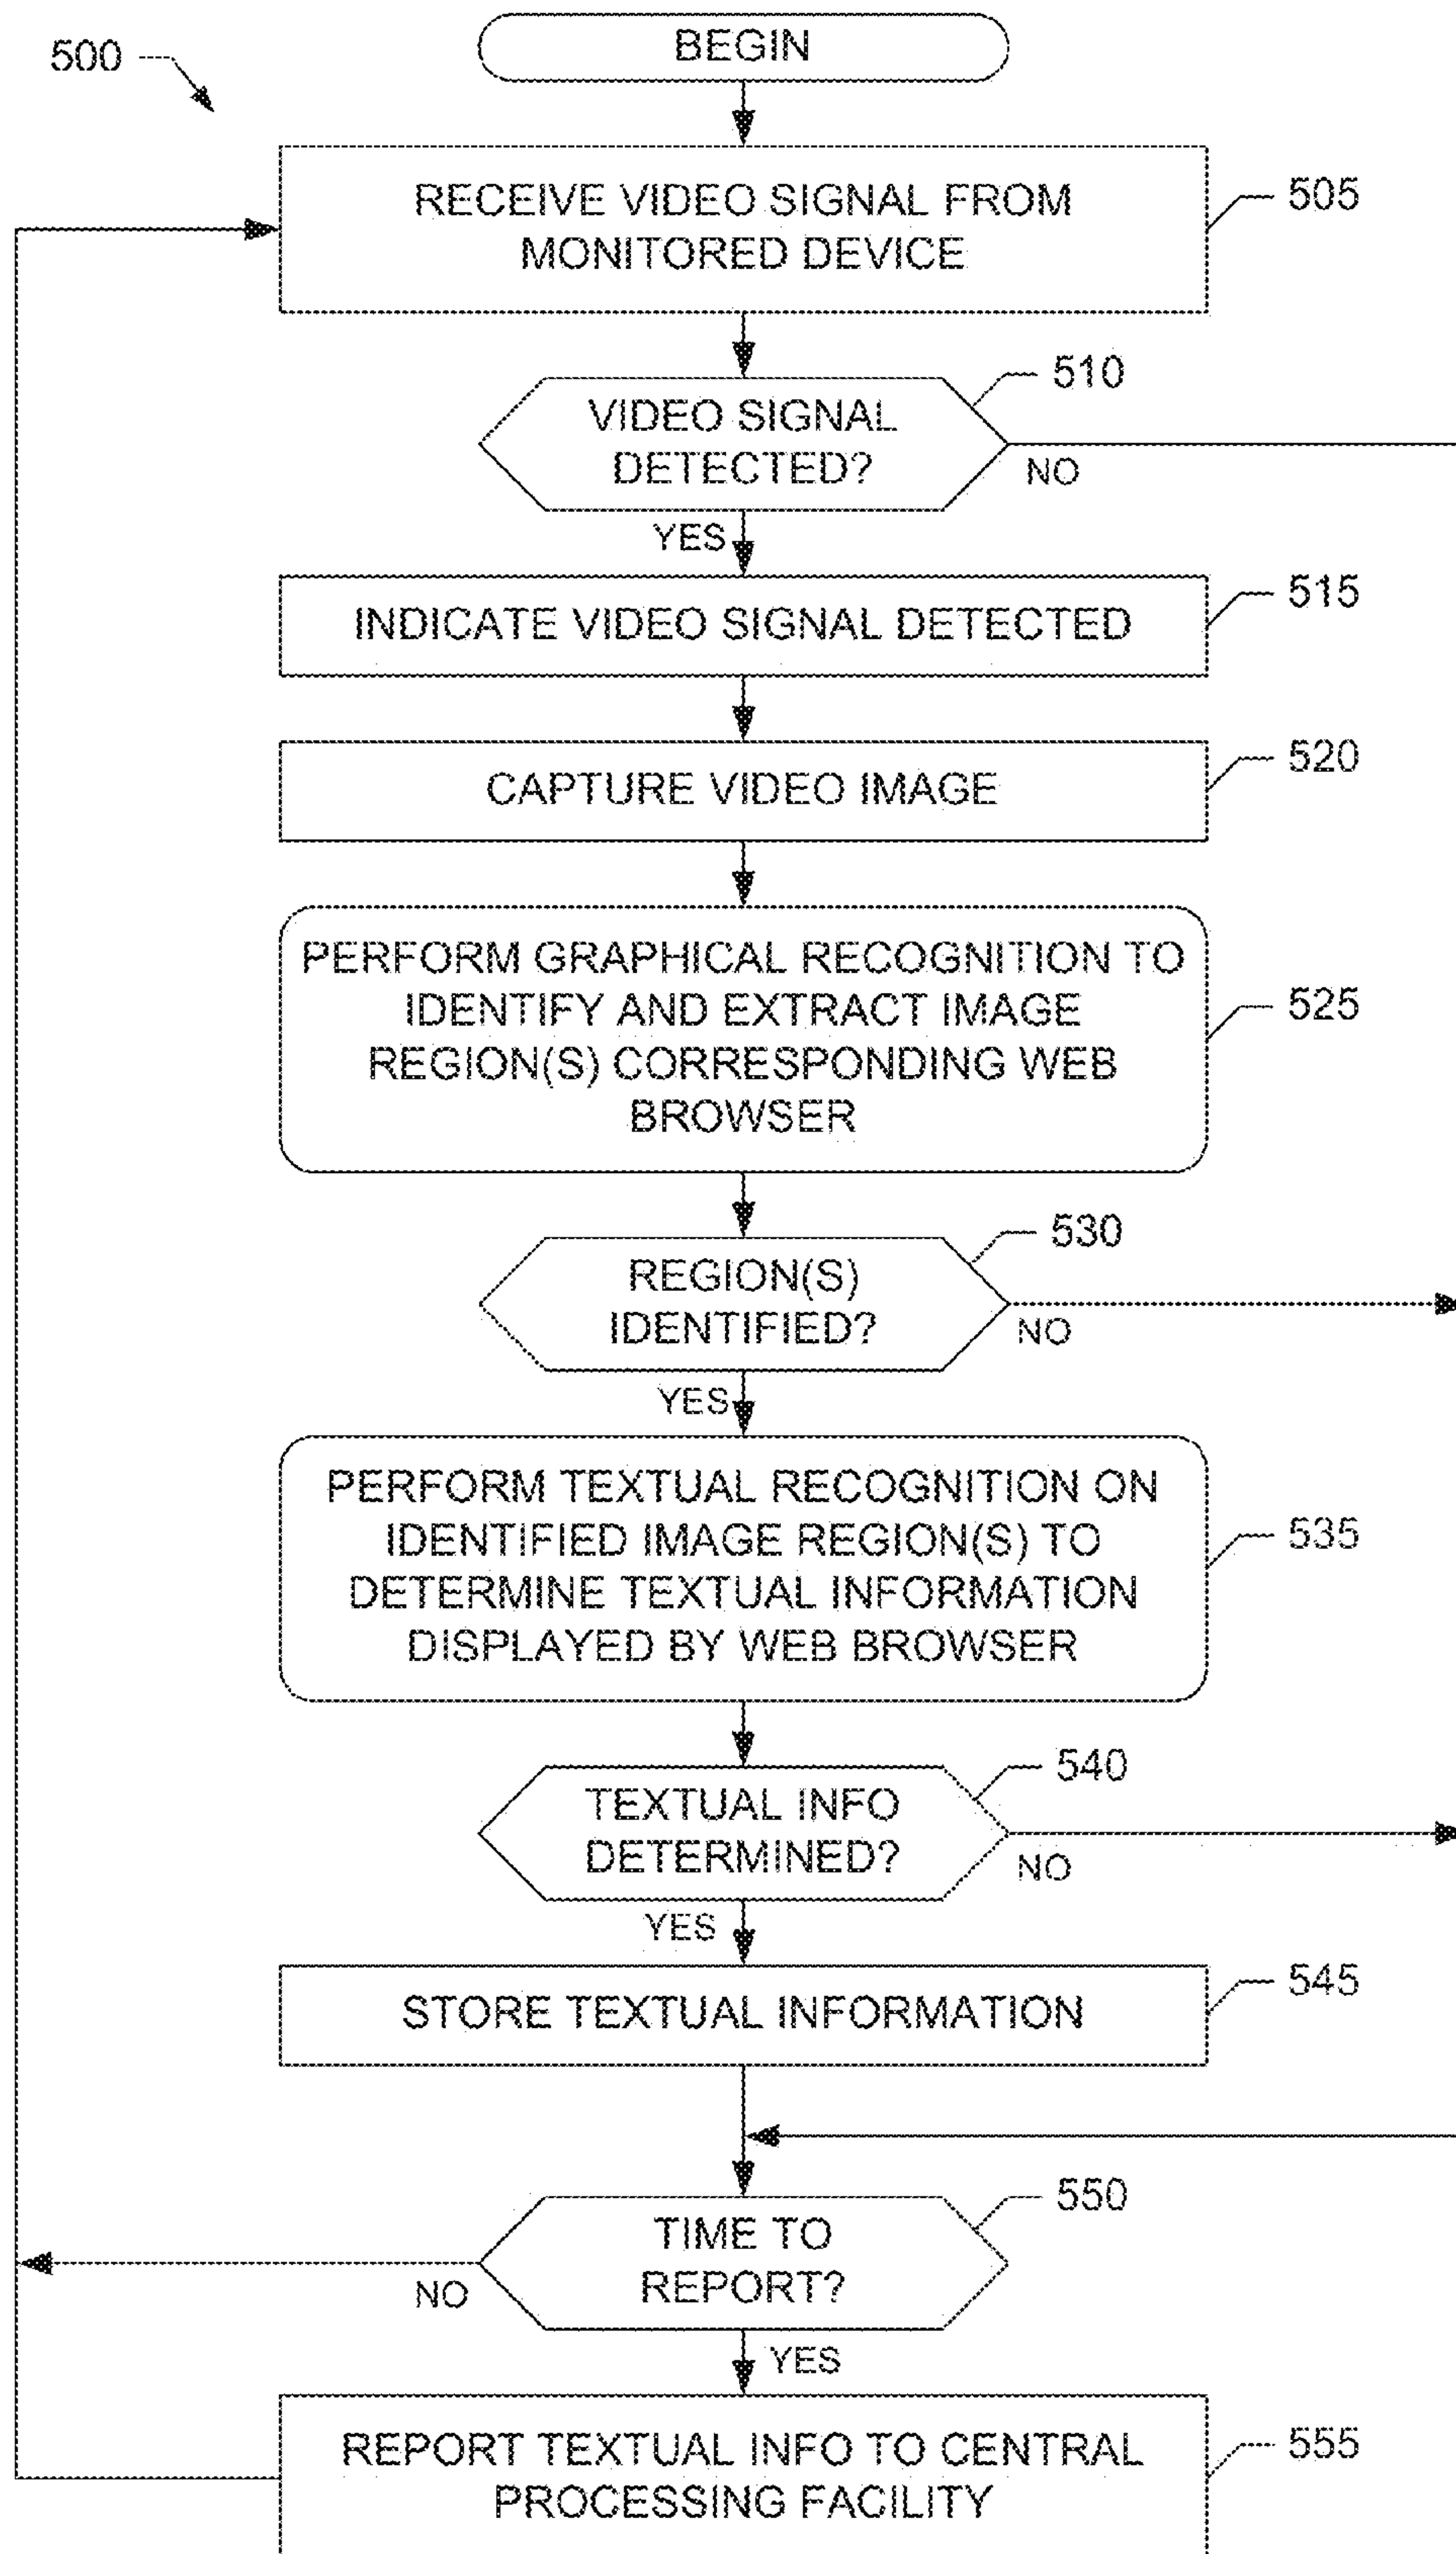 500
BEGIN
RECEIVE VIDEO SIGNAL FROM
MONITORED DEVICE
505
VIDEO SIGNAL
DETECTED?
510
NO
YES
INDICATE VIDEO SIGNAL DETECTED
515
CAPTURE VIDEO IMAGE
520
PERFORM GRAPHICAL RECOGNITION TO
IDENTIFY AND EXTRACT IMAGE
REGION(S) CORRESPONDING WEB
BROWSER
525
REGION(S)
IDENTIFIED?
530
NO
YES
PERFORM TEXTUAL RECOGNITION ON
IDENTIFIED IMAGE REGION(S) TO
DETERMINE TEXTUAL INFORMATION
DISPLAYED BY WEB BROWSER
535
TEXTUAL INFO
DETERMINED?
540
NO
YES
STORE TEXTUAL INFORMATION
545
TIME TO
REPORT?
550
NO
YES
REPORT TEXTUAL INFO TO CENTRAL
PROCESSING FACILITY
555